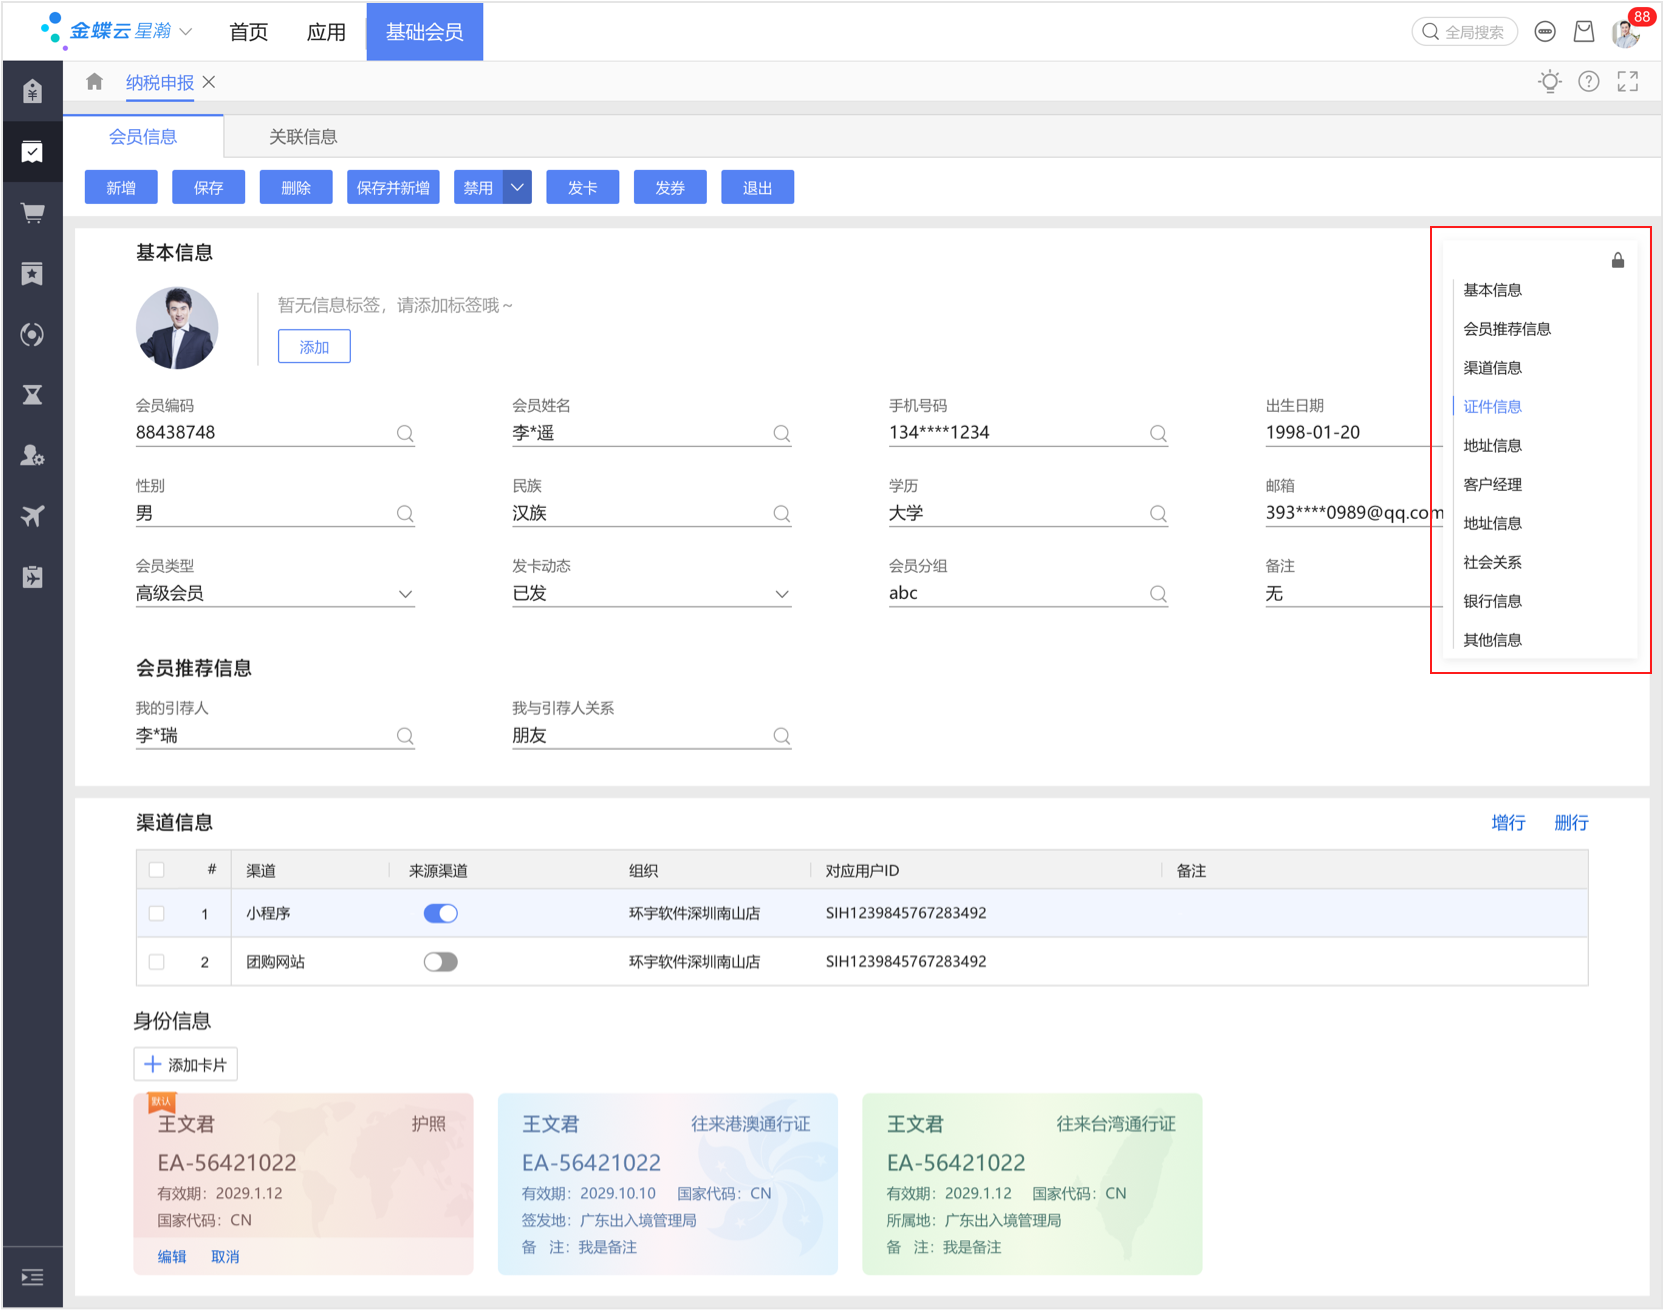 金蝶云 星瀚 首页 应用 基础会员 全局搜索 88
纳税申报
会员信息 关联信息
新增 保存 删除 保存并新增 禁用 发卡 发券 退出
基本信息
暂无信息标签，请添加标签哦～
添加
会员编码 会员姓名 手机号码 出生日期
88438748 李*遥 134****1234 1998-01-20
性别 民族 学历 邮箱
男 汉族 大学 393****0989@qq.com
会员类型 发卡动态 会员分组 备注
高级会员 已发 abc 无
会员推荐信息
我的引荐人 我与引荐人关系
李*瑞 朋友
基本信息
会员推荐信息
渠道信息
证件信息
地址信息
客户经理
地址信息
社会关系
银行信息
其他信息
渠道信息 增行 删行
# 渠道 来源渠道 组织 对应用户ID 备注
1 小程序 环宇软件深圳南山店 SIH1239845767283492
2 团购网站 环宇软件深圳南山店 SIH1239845767283492
身份信息
添加卡片
默认
王文君 护照
EA-56421022
有效期：2029.1.12
国家代码：CN
编辑 取消
王文君 往来港澳通行证
EA-56421022
有效期：2029.10.10 国家代码：CN
签发地：广东出入境管理局
备 注：我是备注
王文君 往来台湾通行证
EA-56421022
有效期：2029.1.12 国家代码：CN
所属地：广东出入境管理局
备 注：我是备注